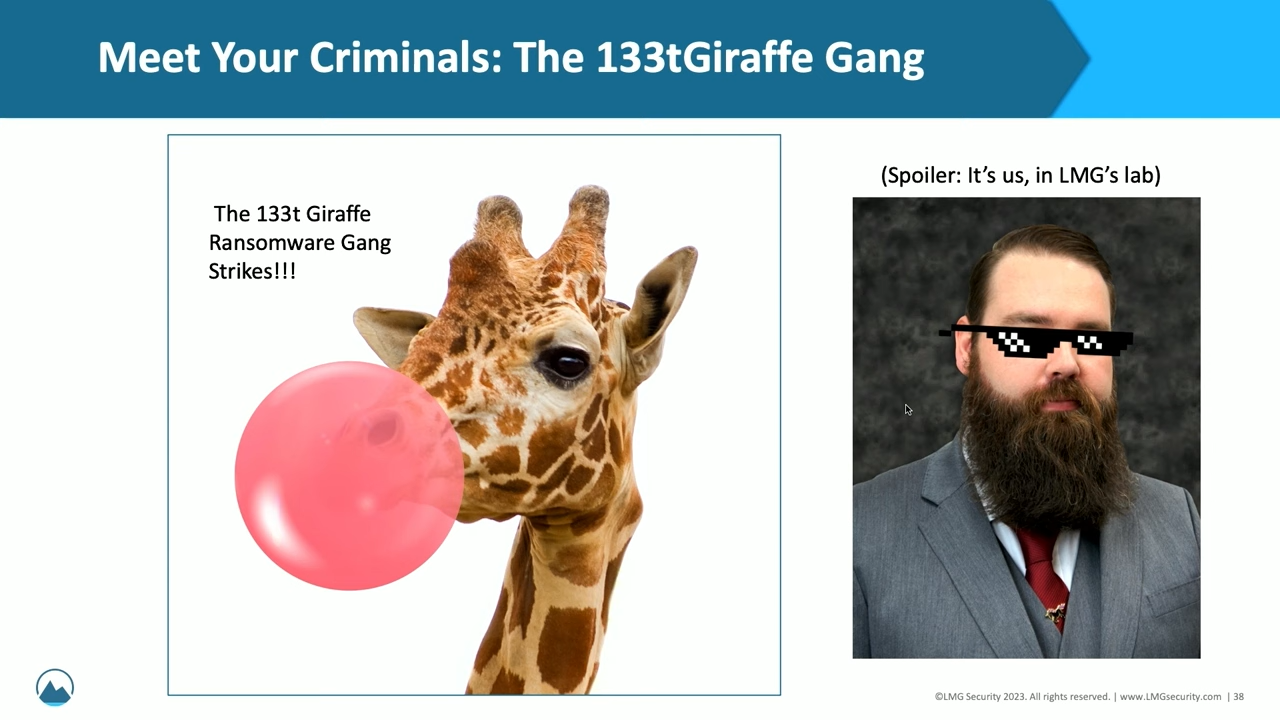 Meet Your Criminals: The 133tGiraffe Gang
The 133t Giraffe
Ransomware Gang
Strikes!!!
(Spoiler: It’s us, in LMG’s lab)
©LMG Security 2023. All rights reserved. | www.LMGsecurity.com | 38